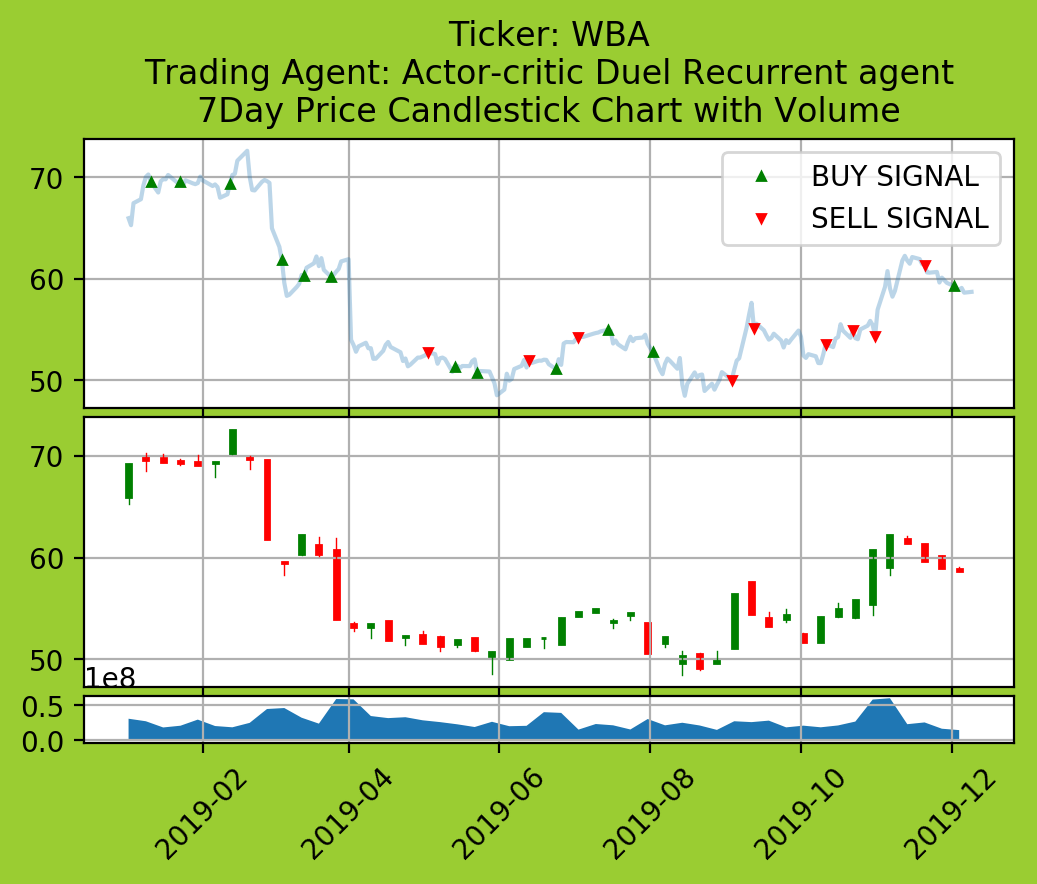 Ticker: WBA
Trading Agent: Actor-critic Duel Recurrent agent
7Day Price Candlestick Chart with Volume
70
60
50
BUY SIGNAL
SELL SIGNAL
70
60
50
1e8
0.5
0.0
2019-02
2019-04
2019-06
2019-08
2019-10
2019-12